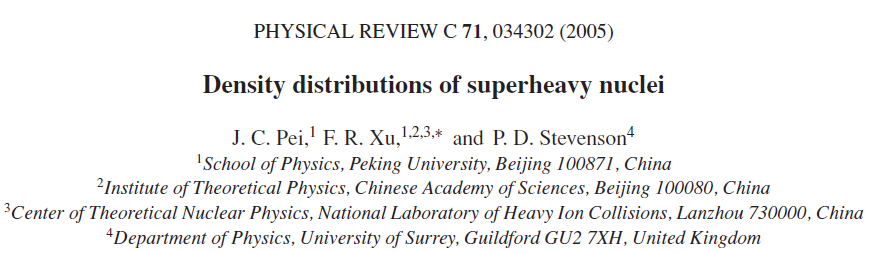 PHYSICAL REVIEW C 71, 034302 (2005)
Density distributions of superheavy nuclei
J. C. Pei,¹ F. R. Xu,¹,²,³,* and P. D. Stevenson⁴
¹School of Physics, Peking University, Beijing 100871, China
²Institute of Theoretical Physics, Chinese Academy of Sciences, Beijing 100080, China
³Center of Theoretical Nuclear Physics, National Laboratory of Heavy Ion Collisions, Lanzhou 730000, China
⁴Department of Physics, University of Surrey, Guildford GU2 7XH, United Kingdom